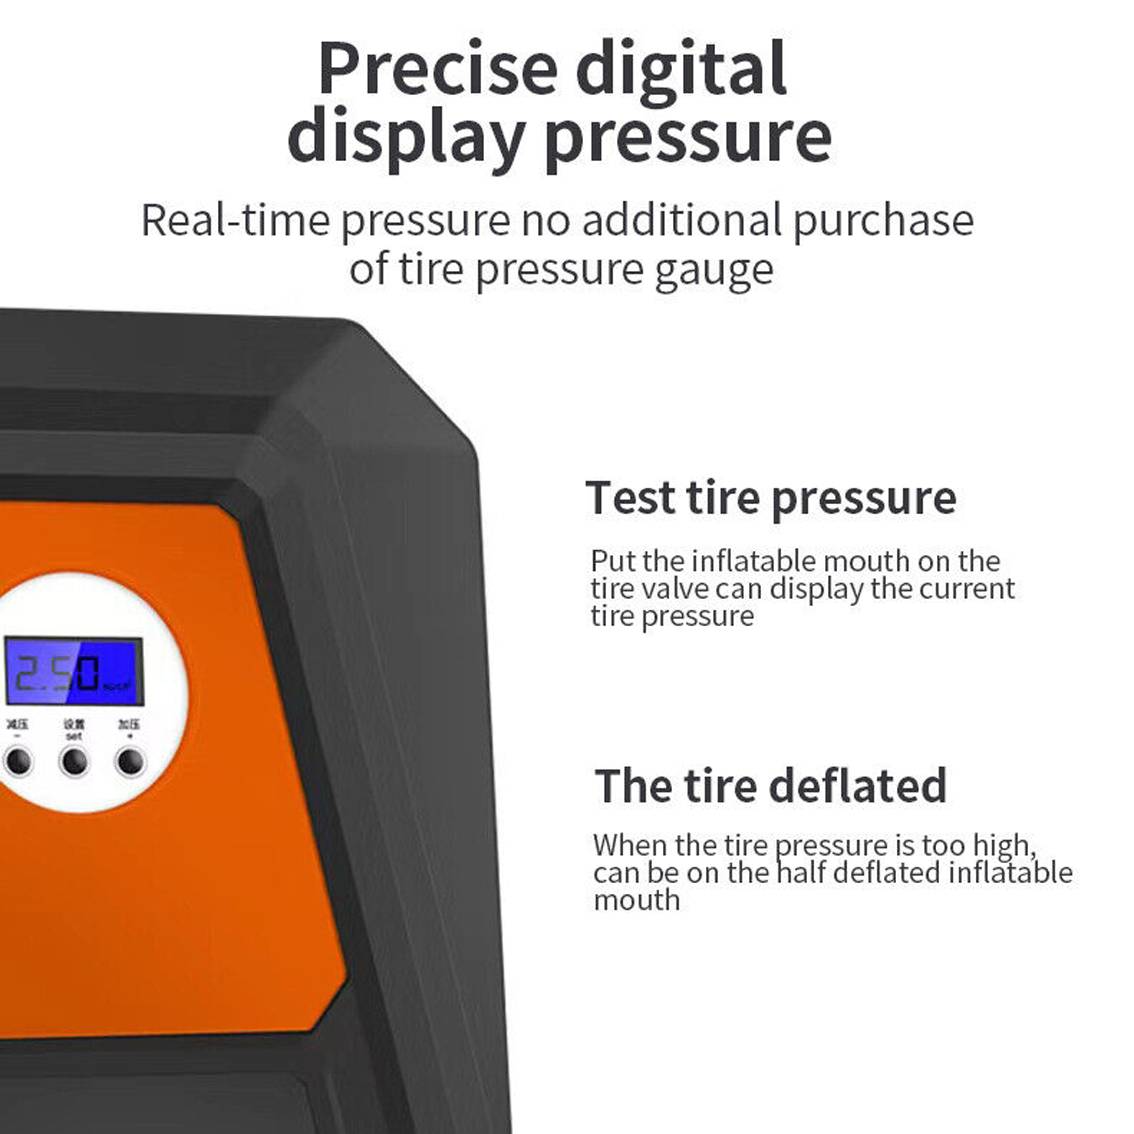 Precise digital
display pressure
Real-time pressure no additional purchase
of tire pressure gauge
Test tire pressure
Put the inflatable mouth on the
tire valve can display the current
tire pressure
2.50
减压 设置 加压
- set +
The tire deflated
When the tire pressure is too high,
can be on the half deflated inflatable
mouth